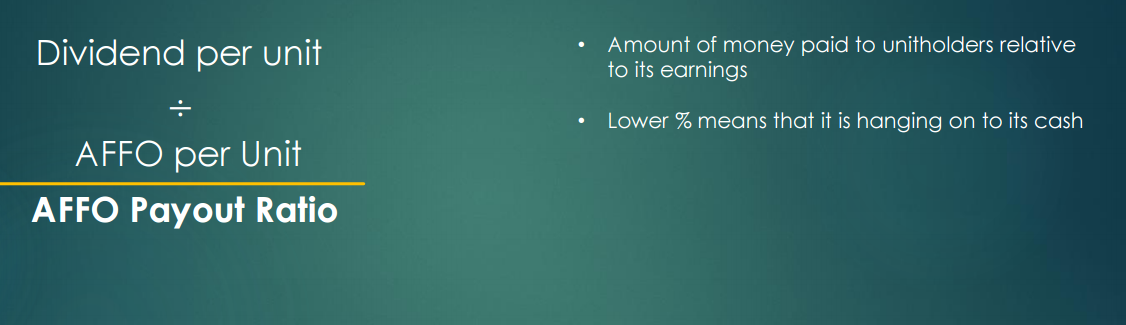 Dividend per unit
÷
AFFO per Unit
AFFO Payout Ratio
• Amount of money paid to unitholders relative
to its earnings
• Lower % means that it is hanging on to its cash